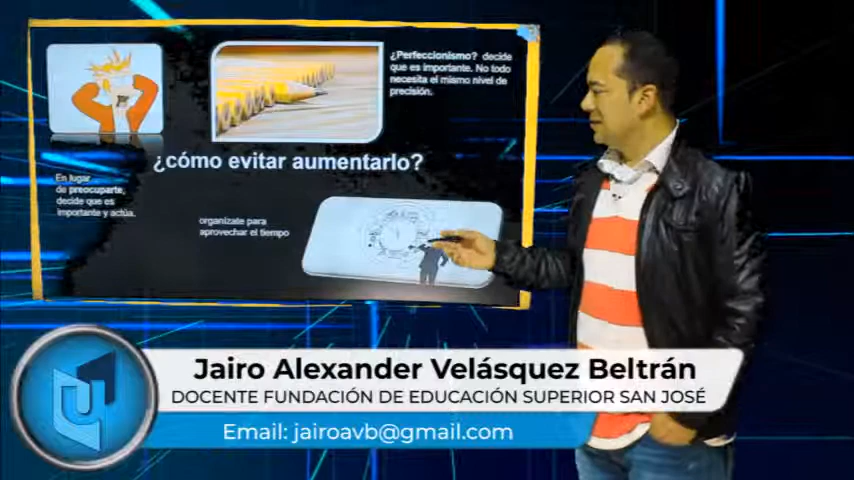 ¿Perfeccionismo? decide
que es importante. No todo
necesita el mismo nivel de
precisión.
¿cómo evitar aumentarlo?
En lugar
de preocuparte,
decide que es
importante y actúa.
organízate para
aprovechar el tiempo
Jairo Alexander Velásquez Beltrán
DOCENTE FUNDACIÓN DE EDUCACIÓN SUPERIOR SAN JOSÉ
Email: jairoavb@gmail.com